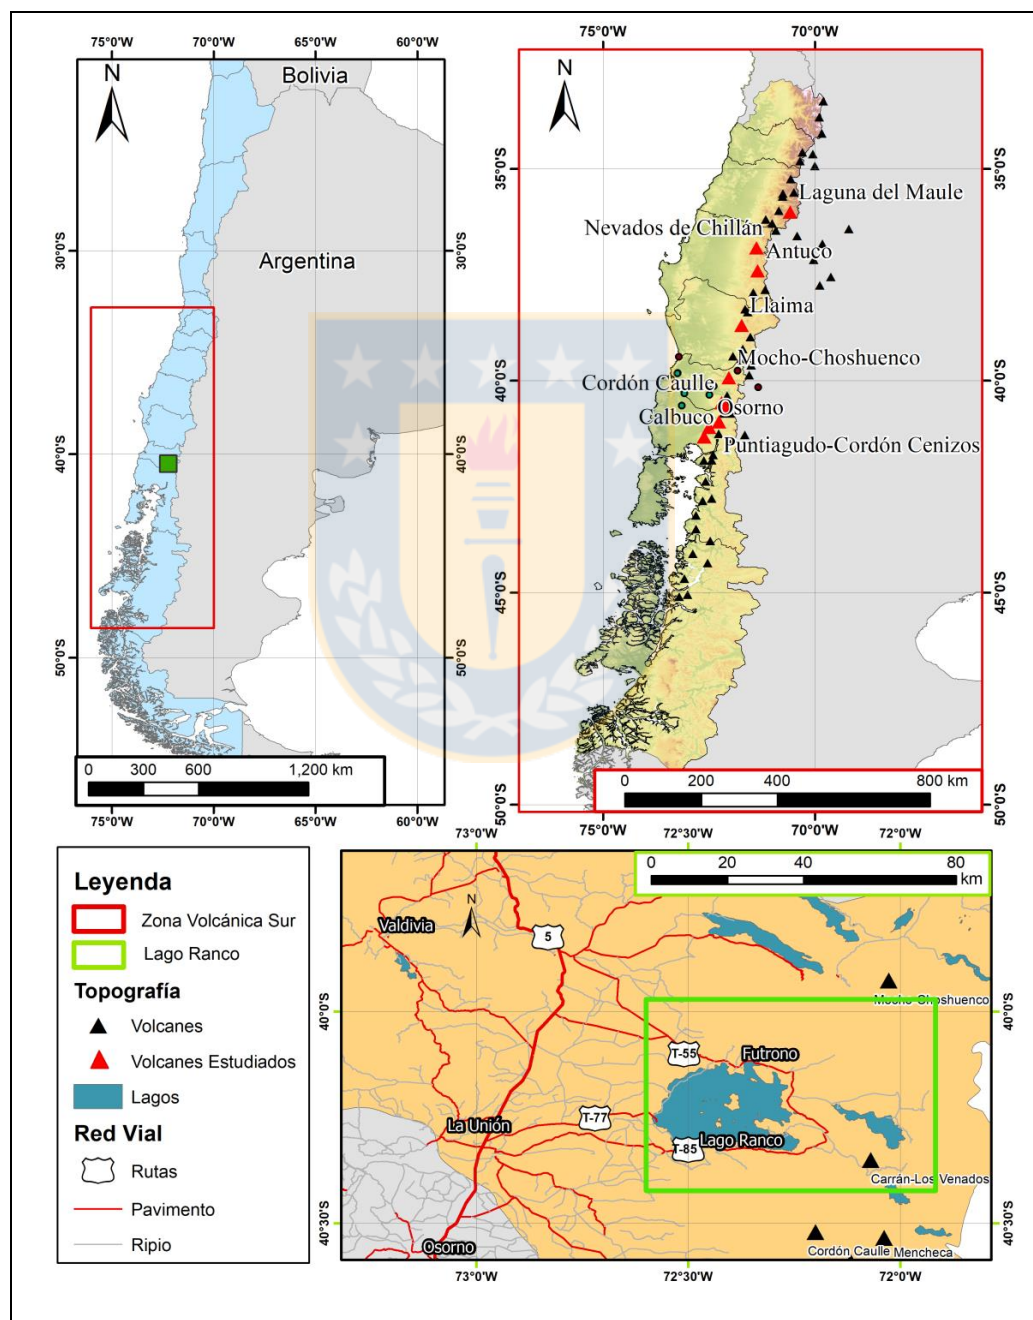 75°0'W 70°0'W 65°0'W 60°0'W
N
Bolivia
Argentina
30°0'S
40°0'S
50°0'S
30°0'S
40°0'S
50°0'S
0 300 600 1,200 km
75°0'W 70°0'W 65°0'W 60°0'W
75°0'W 70°0'W
N
35°0'S
40°0'S
45°0'S
50°0'S
35°0'S
40°0'S
45°0'S
50°0'S
Laguna del Maule
Nevados de Chillán
Antuco
Llaima
Mocho-Choshuenco
Cordón Caulle
Osorno
Calbuco
Puntiagudo-Cordón Cenizos
0 200 400 800 km
75°0'W 70°0'W
Leyenda
Zona Volcánica Sur
Lago Ranco
Topografía
Volcanes
Volcanes Estudiados
Lagos
Red Vial
Rutas
Pavimento
Ripio
73°0'W 72°30'W 72°0'W
0 20 40 80
km
N
Valdivia
5
Mocho-Choshuenco
40°0'S
40°0'S
T-55
Futrono
T-77
La Unión
Lago Ranco
T-85
Carrán-Los Venados
40°30'S
40°30'S
Osorno
Cordón Caulle
Mencheca
73°0'W 72°30'W 72°0'W